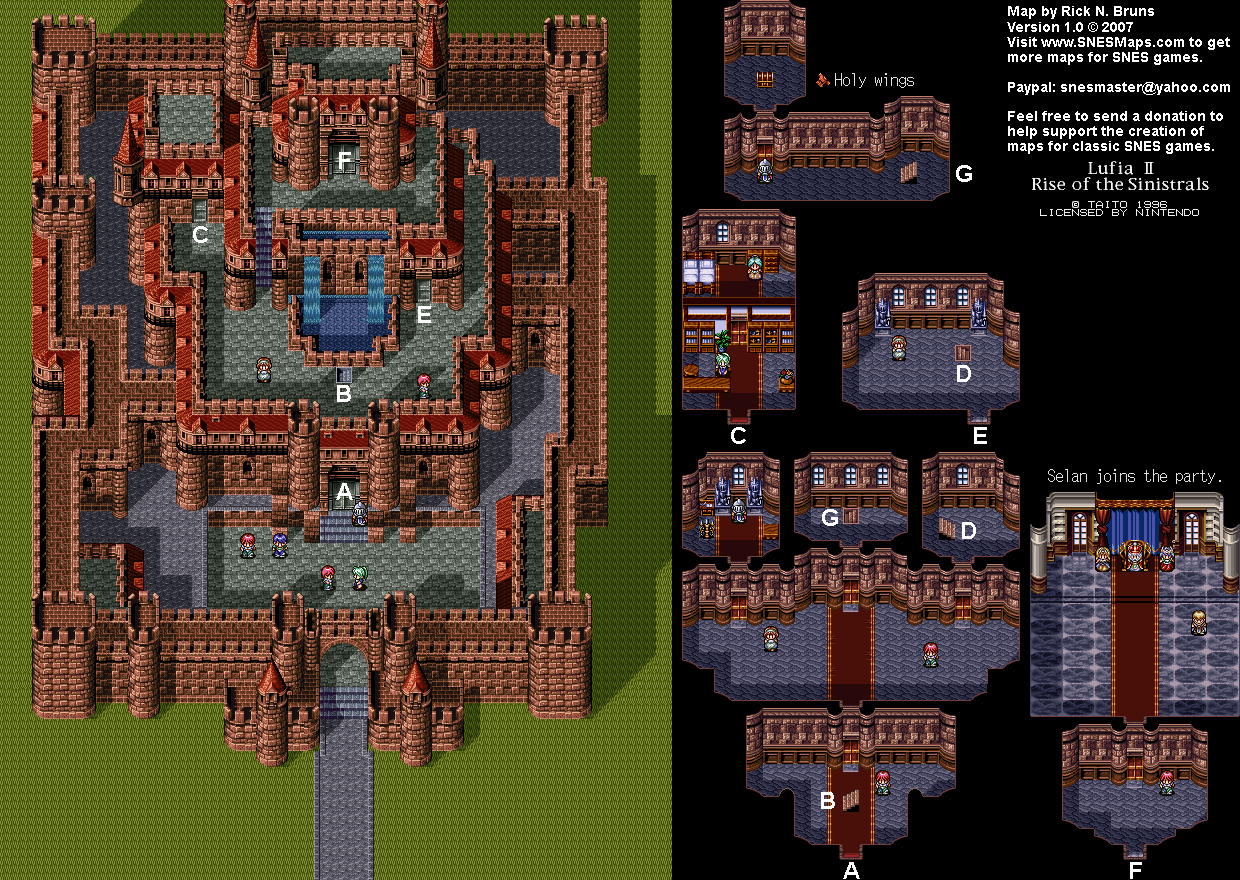 Map by Rick N. Bruns
Version 1.0 © 2007
Visit www.SNESMaps.com to get
more maps for SNES games.
Paypal: snesmaster@yahoo.com
Feel free to send a donation to
help support the creation of
maps for classic SNES games.
Lufia II
Rise of the Sinistrals
© TAITO 1996
LICENSED BY NINTENDO
Holy wings
F
G
C
E
B
D
C
E
A
Selan joins the party.
G
D
B
A
F